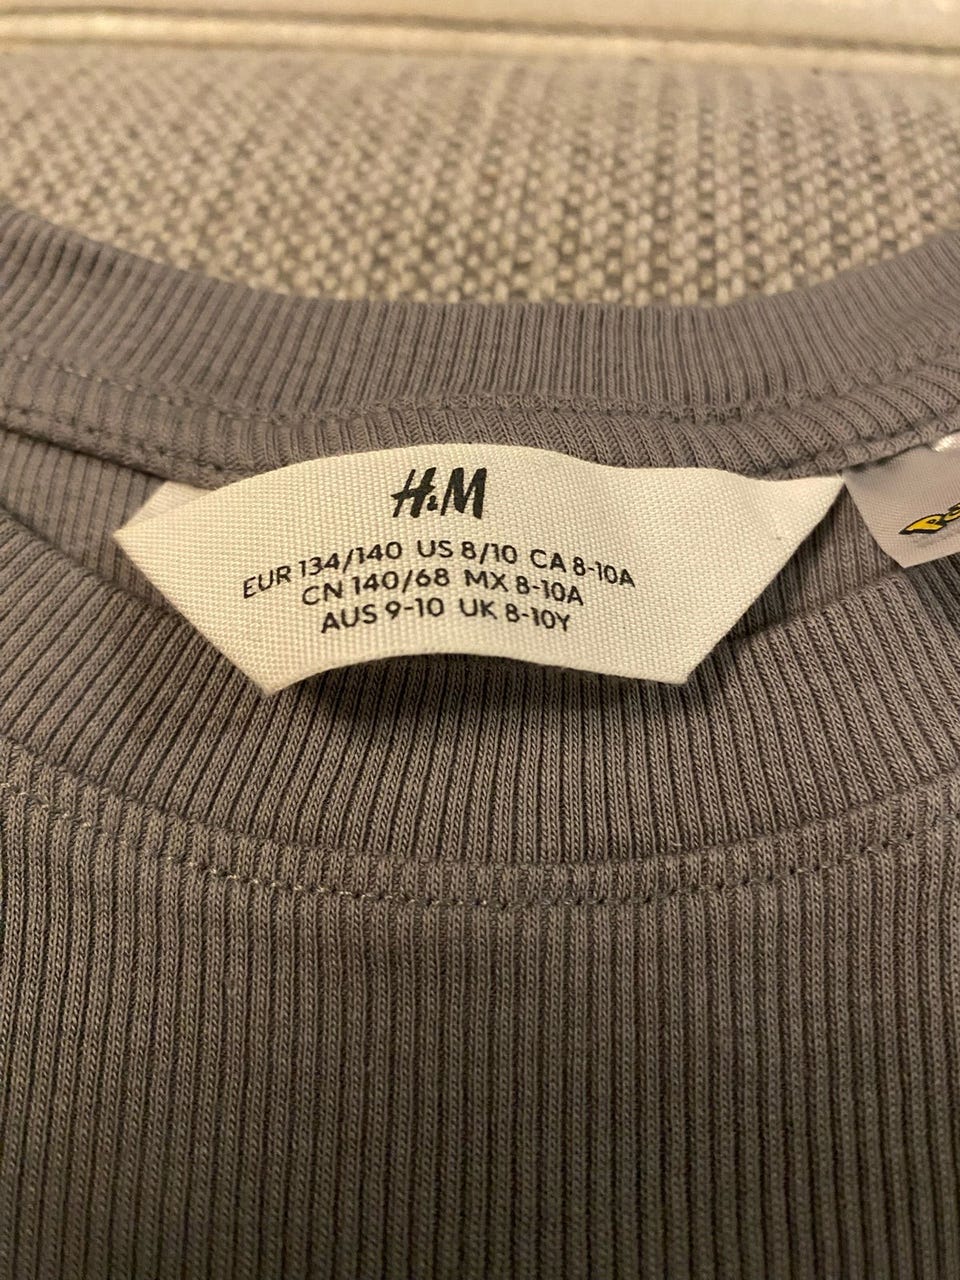 H&M
EUR 134/140 US 8/10 CA 8-10A
CN 140/68 MX 8-10A
AUS 9-10 UK 8-10Y